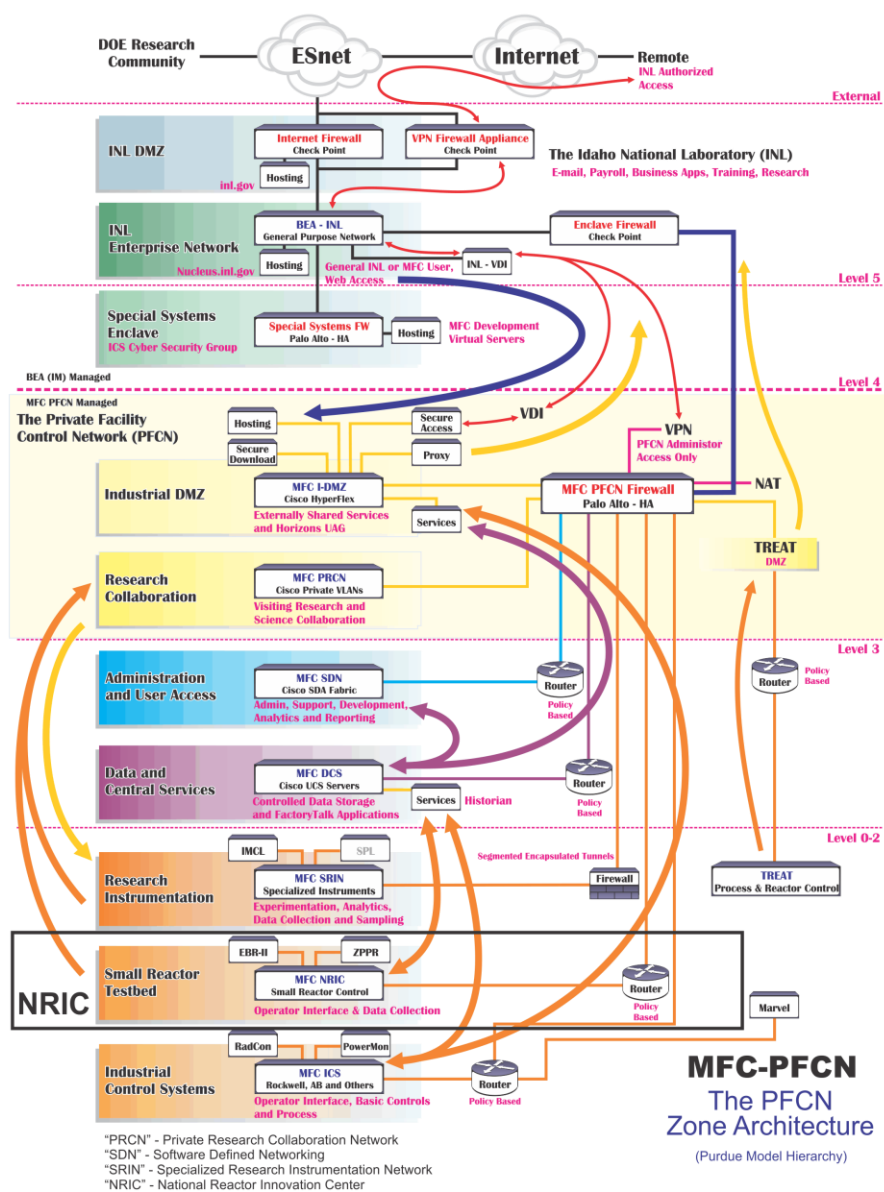 DOE Research
Community
ESnet
Internet
Remote
INL Authorized
Access
External
INL DMZ
Internet Firewall
Check Point
VPN Firewall Appliance
Check Point
The Idaho National Laboratory (INL)
E-mail, Payroll, Business Apps, Training, Research
inl.gov
Hosting
INL
Enterprise Network
BEA - INL
General Purpose Network
Enclave Firewall
Check Point
Nucleus.inl.gov
Hosting
General INL or MFC User,
Web Access
INL - VDI
Level 5
Special Systems
Enclave
ICS Cyber Security Group
Special Systems FW
Palo Alto - HA
Hosting
MFC Development
Virtual Servers
BEA (IM) Managed
Level 4
MFC PFCN Managed
The Private Facility
Control Network (PFCN)
Hosting
Secure
Access
VDI
VPN
PFCN Administor
Access Only
Secure
Download
Proxy
NAT
Industrial DMZ
MFC I-DMZ
Cisco HyperFlex
Externally Shared Services
and Horizons UAG
Services
MFC PFCN Firewall
Palo Alto - HA
TREAT
DMZ
Research
Collaboration
MFC PRCN
Cisco Private VLANs
Visiting Research and
Science Collaboration
Level 3
Administration
and User Access
MFC SDN
Cisco SDA Fabric
Admin, Support, Development,
Analytics and Reporting
Router
Policy
Based
Router
Policy
Based
Data and
Central Services
MFC DCS
Cisco UCS Servers
Controlled Data Storage
and FactoryTalk Applications
Services
Historian
Router
Policy
Based
Level 0-2
IMCL
SPL
Segmented Encapsulated Tunnels
Research
Instrumentation
MFC SRIN
Specialized Instruments
Experimentation, Analytics,
Data Collection and Sampling
Firewall
TREAT
Process & Reactor Control
NRIC
EBR-II
ZPPR
Small Reactor
Testbed
MFC NRIC
Small Reactor Control
Operator Interface & Data Collection
Router
Policy
Based
Marvel
RadCon
PowerMon
Industrial
Control Systems
MFC ICS
Rockwell, AB and Others
Operator Interface, Basic Controls
and Process
Router
Policy Based
MFC-PFCN
The PFCN
Zone Architecture
(Purdue Model Hierarchy)
"PRCN" - Private Research Collaboration Network
"SDN" - Software Defined Networking
"SRIN" - Specialized Research Instrumentation Network
"NRIC" - National Reactor Innovation Center